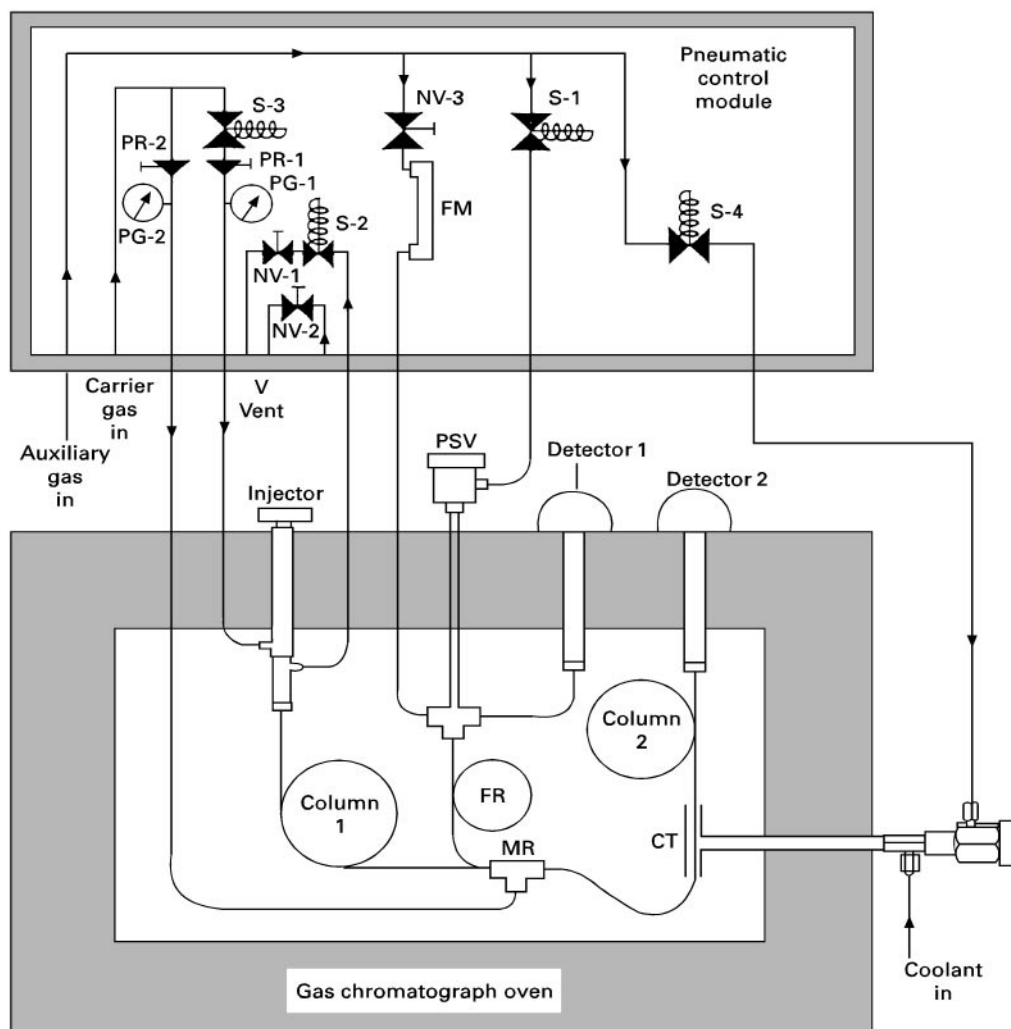 Pneumatic
control
module
S-3
NV-3
S-1
PR-2
PR-1
PG-1
S-2
FM
S-4
PG-2
NV-1
NV-2
Carrier
gas
in
V
Vent
Auxiliary
gas
in
PSV
Detector 1
Detector 2
Injector
Column
2
Column
1
FR
MR
CT
Coolant
in
Gas chromatograph oven